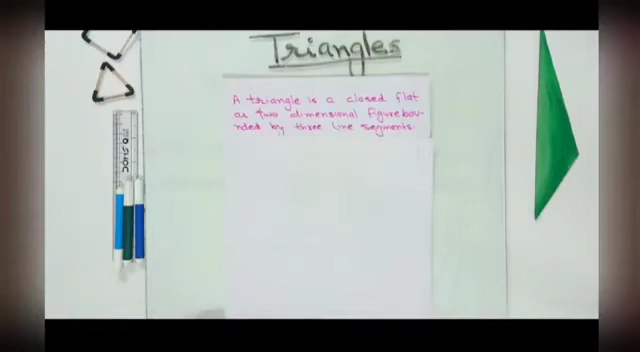 Triangles
A triangle is a closed flat
or two dimensional figure bou-
nded by three line segments.